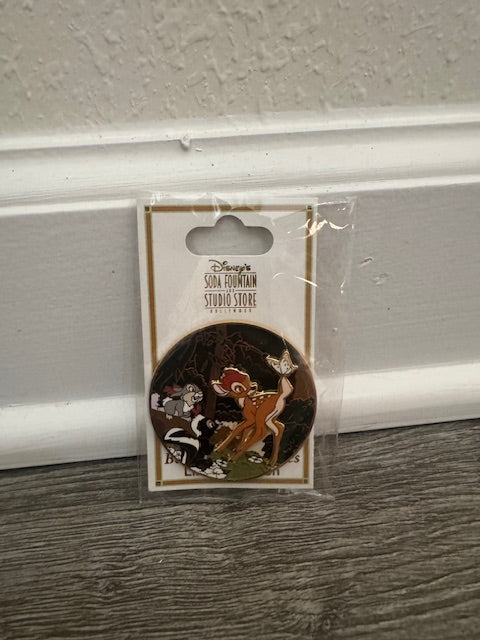 Disney's
SODA FOUNTAIN
AND
STUDIO STORE
HOLLYWOOD